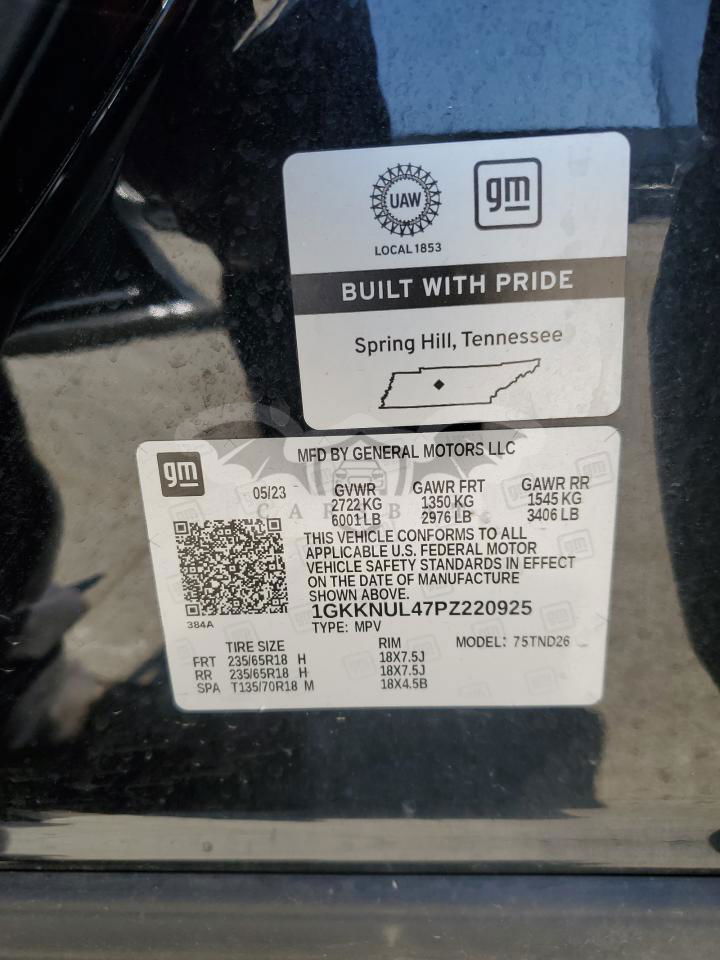 UAW
gm
LOCAL 1853
BUILT WITH PRIDE
Spring Hill, Tennessee
gm
MFD BY GENERAL MOTORS LLC
05/23
GVWR GAWR FRT GAWR RR
2722 KG 1350 KG 1545 KG
6001 LB 2976 LB 3406 LB
THIS VEHICLE CONFORMS TO ALL
APPLICABLE U.S. FEDERAL MOTOR
VEHICLE SAFETY STANDARDS IN EFFECT
ON THE DATE OF MANUFACTURE
SHOWN ABOVE.
1GKKNUL47PZ220925
384A
TYPE: MPV
MODEL: 75TND26
TIRE SIZE RIM
FRT 235/65R18 H 18X7.5J
RR 235/65R18 H 18X7.5J
SPA T135/70R18 M 18X4.5B